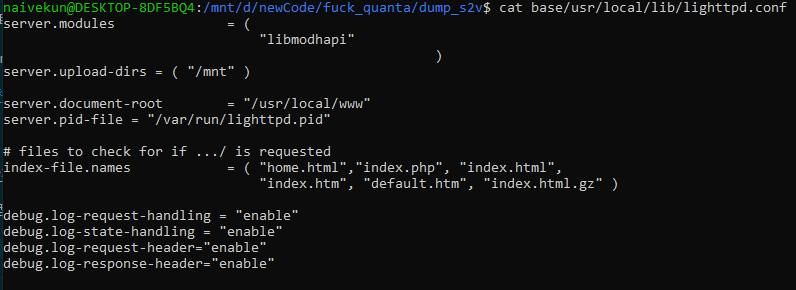 naivekun@DESKTOP-8DF5BQ4:/mnt/d/newCode/fuck_quanta/dump_s2v$ cat base/usr/local/lib/lighttpd.conf
server.modules              = (
                                "libmodhapi"
                                                      )
server.upload-dirs = ( "/mnt" )

server.document-root        = "/usr/local/www"
server.pid-file = "/var/run/lighttpd.pid"

# files to check for if .../ is requested
index-file.names            = ( "home.html","index.php", "index.html",
                                "index.htm", "default.htm", "index.html.gz" )

debug.log-request-handling = "enable"
debug.log-state-handling = "enable"
debug.log-request-header="enable"
debug.log-response-header="enable"